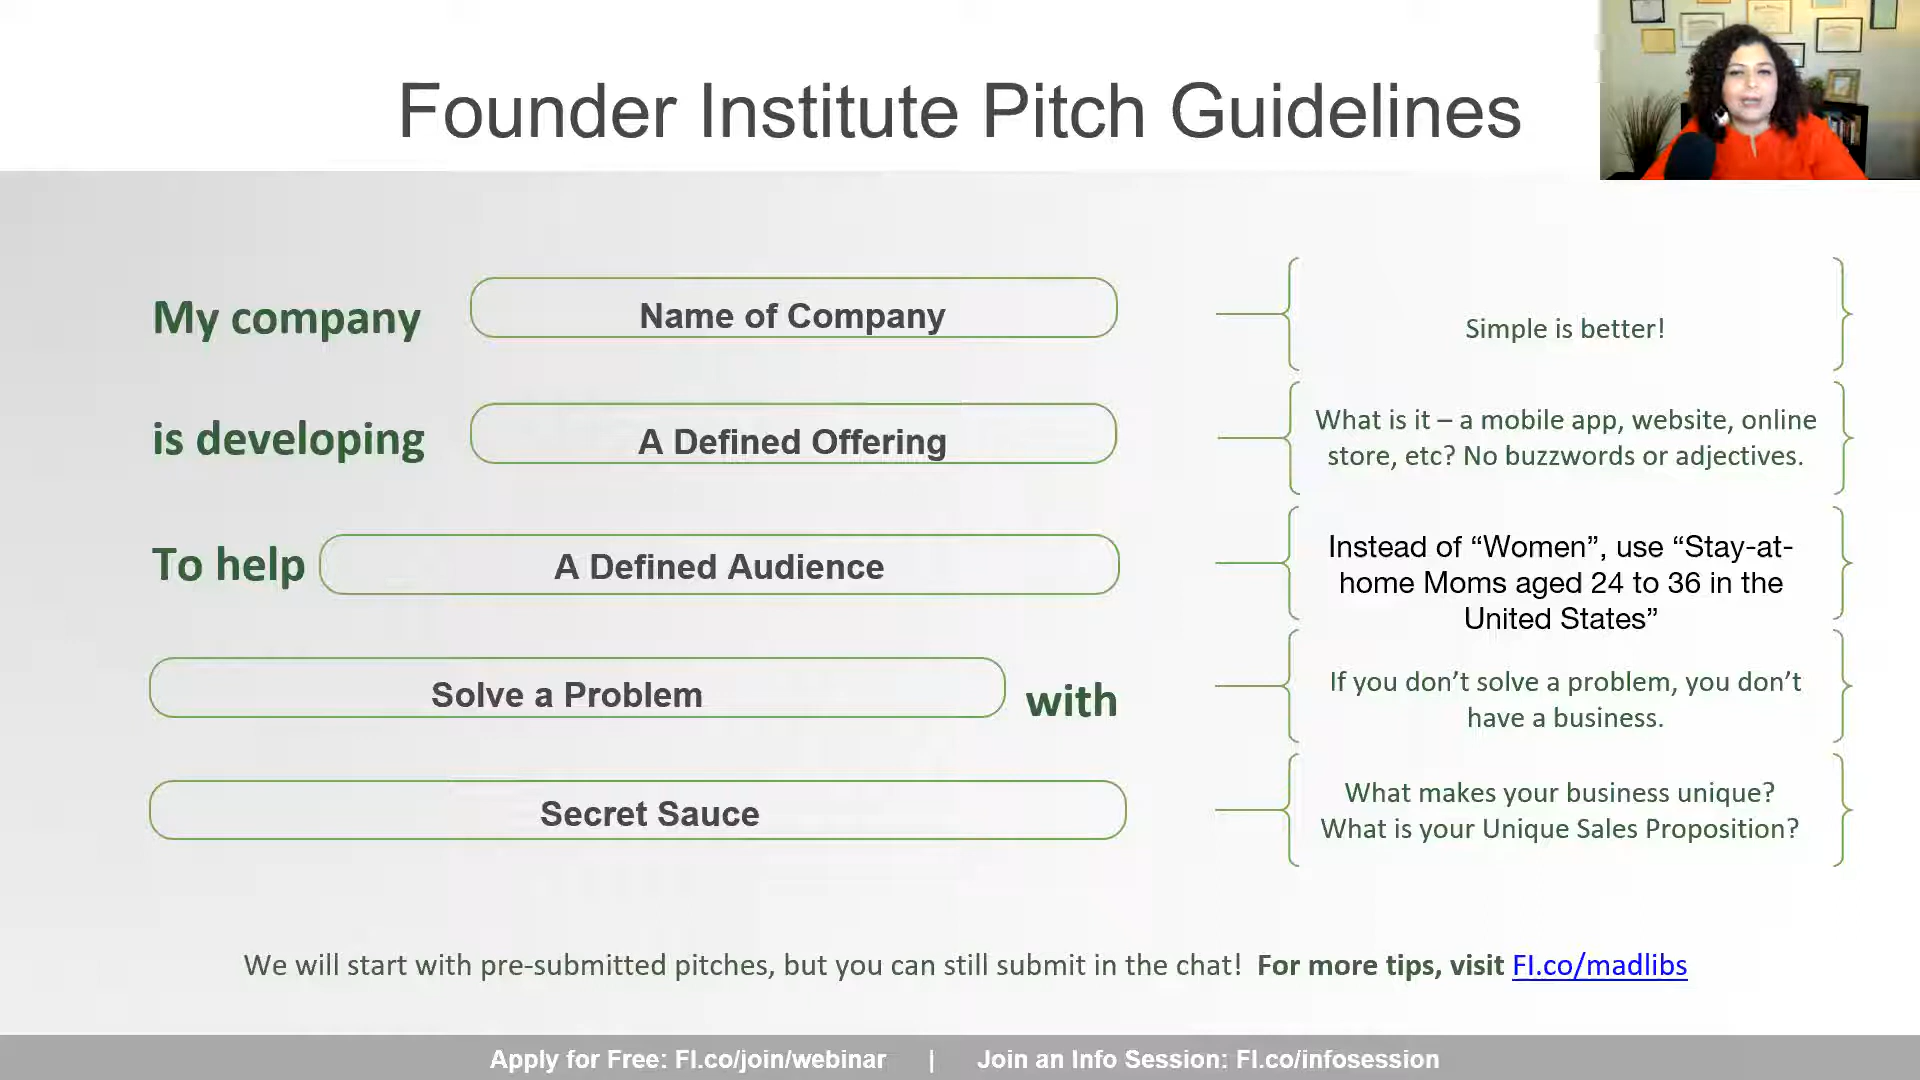 Founder Institute Pitch Guidelines
My company
Name of Company
Simple is better!
is developing
A Defined Offering
What is it – a mobile app, website, online
store, etc? No buzzwords or adjectives.
To help
A Defined Audience
Instead of “Women”, use “Stay-at-
home Moms aged 24 to 36 in the
United States”
Solve a Problem
with
If you don’t solve a problem, you don’t
have a business.
Secret Sauce
What makes your business unique?
What is your Unique Sales Proposition?
We will start with pre-submitted pitches, but you can still submit in the chat! For more tips, visit FI.co/madlibs
Apply for Free: FI.co/join/webinar | Join an Info Session: FI.co/infosession